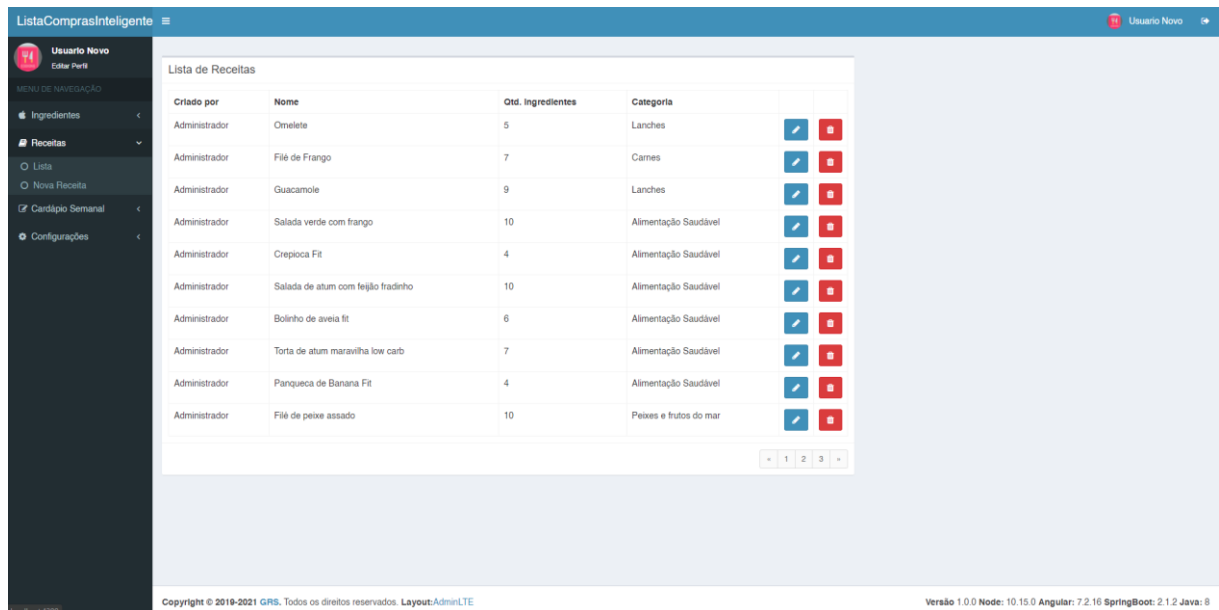 ListaComprasInteligente
Usuario Novo
Usuario Novo
Editar Perfil
MENU DE NAVEGAÇÃO
Ingredientes
Receitas
Lista
Nova Receita
Cardápio Semanal
Configurações
Lista de Receitas
Criado por Nome Qtd. Ingredientes Categoria
Administrador Omelete 5 Lanches
Administrador Filé de Frango 7 Carnes
Administrador Guacamole 9 Lanches
Administrador Salada verde com frango 10 Alimentação Saudável
Administrador Crepioca Fit 4 Alimentação Saudável
Administrador Salada de atum com feijão fradinho 10 Alimentação Saudável
Administrador Bolinho de aveia fit 6 Alimentação Saudável
Administrador Torta de atum maravilha low carb 7 Alimentação Saudável
Administrador Panqueca de Banana Fit 4 Alimentação Saudável
Administrador Filé de peixe assado 10 Peixes e frutos do mar
« 1 2 3 »
Copyright © 2019-2021 GRS. Todos os direitos reservados. Layout:AdminLTE
Versão 1.0.0 Node: 10.15.0 Angular: 7.2.16 SpringBoot: 2.1.2 Java: 8